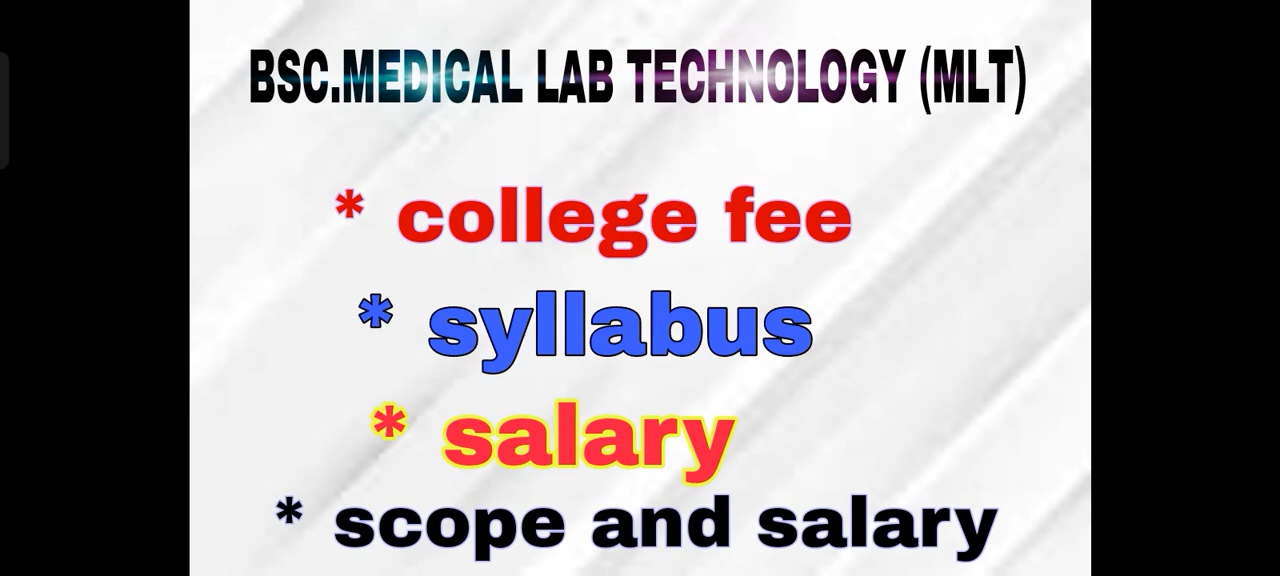 BSC.MEDICAL LAB TECHNOLOGY (MLT)
* college fee
* syllabus
* salary
* scope and salary